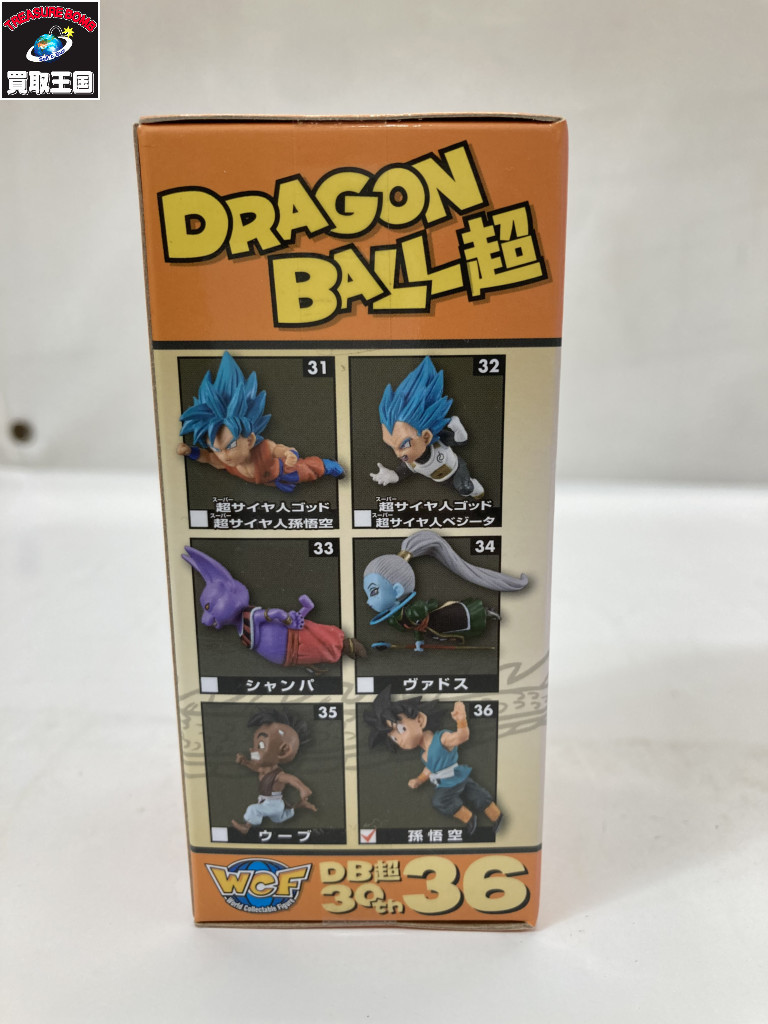 TREASURE BOMB
買取王国
DRAGON
BALL超
31
スーパー
超サイヤ人ゴッド
スーパー
超サイヤ人孫悟空
32
スーパー
超サイヤ人ゴッド
スーパー
超サイヤ人ベジータ
33
シャンパ
34
ヴァドス
35
ウーブ
36
孫悟空
WCF
World Collectable Figure
DB超
30th
36